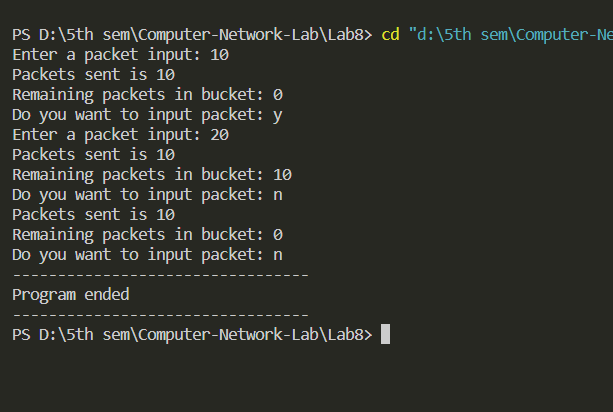 PS D:\5th sem\Computer-Network-Lab\Lab8> cd "d:\5th sem\Computer-Ne
Enter a packet input: 10
Packets sent is 10
Remaining packets in bucket: 0
Do you want to input packet: y
Enter a packet input: 20
Packets sent is 10
Remaining packets in bucket: 10
Do you want to input packet: n
Packets sent is 10
Remaining packets in bucket: 0
Do you want to input packet: n
--------------------------------
Program ended
--------------------------------
PS D:\5th sem\Computer-Network-Lab\Lab8>